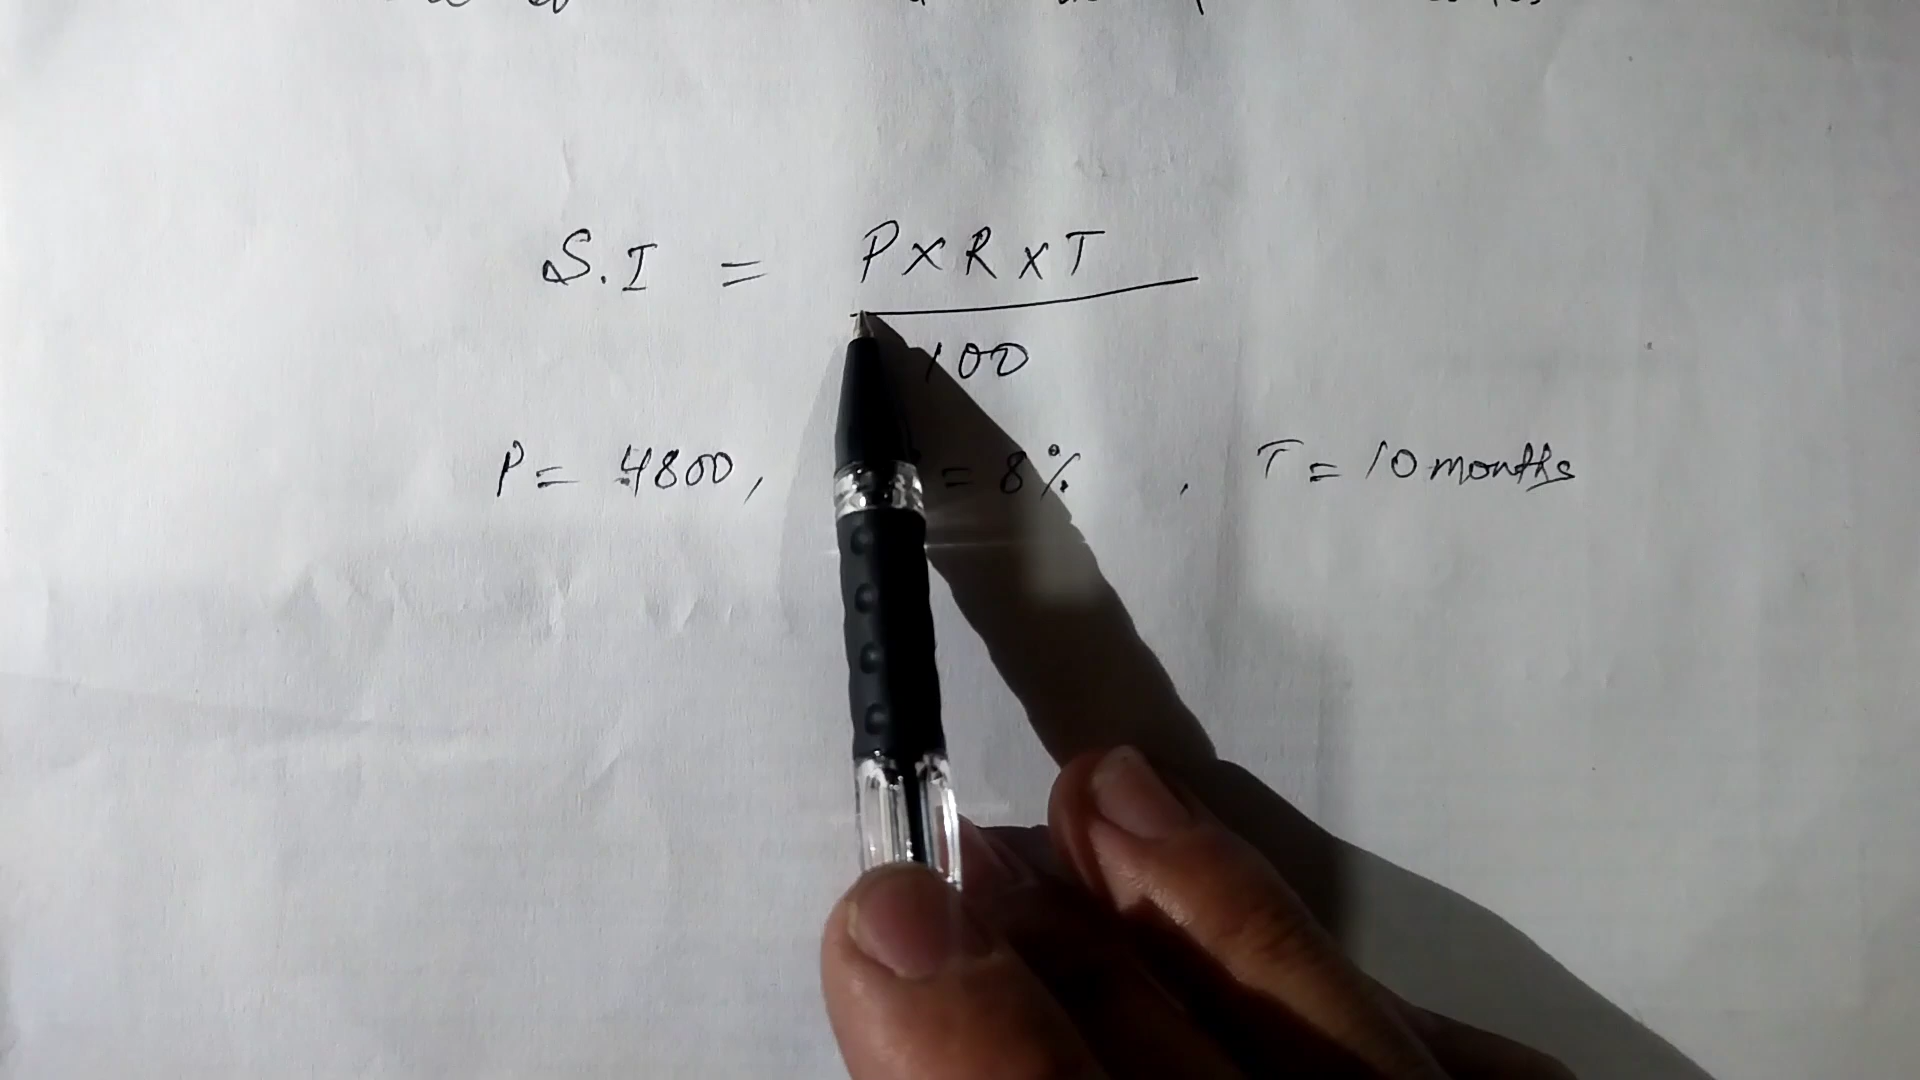 S.I = P×R×T
100
P = 4800, = 8% , T = 10 months